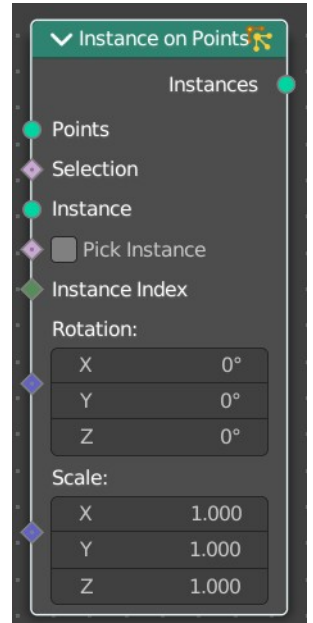 Instance on Points
Instances
Points
Selection
Instance
Pick Instance
Instance Index
Rotation:
X 0°
Y 0°
Z 0°
Scale:
X 1.000
Y 1.000
Z 1.000